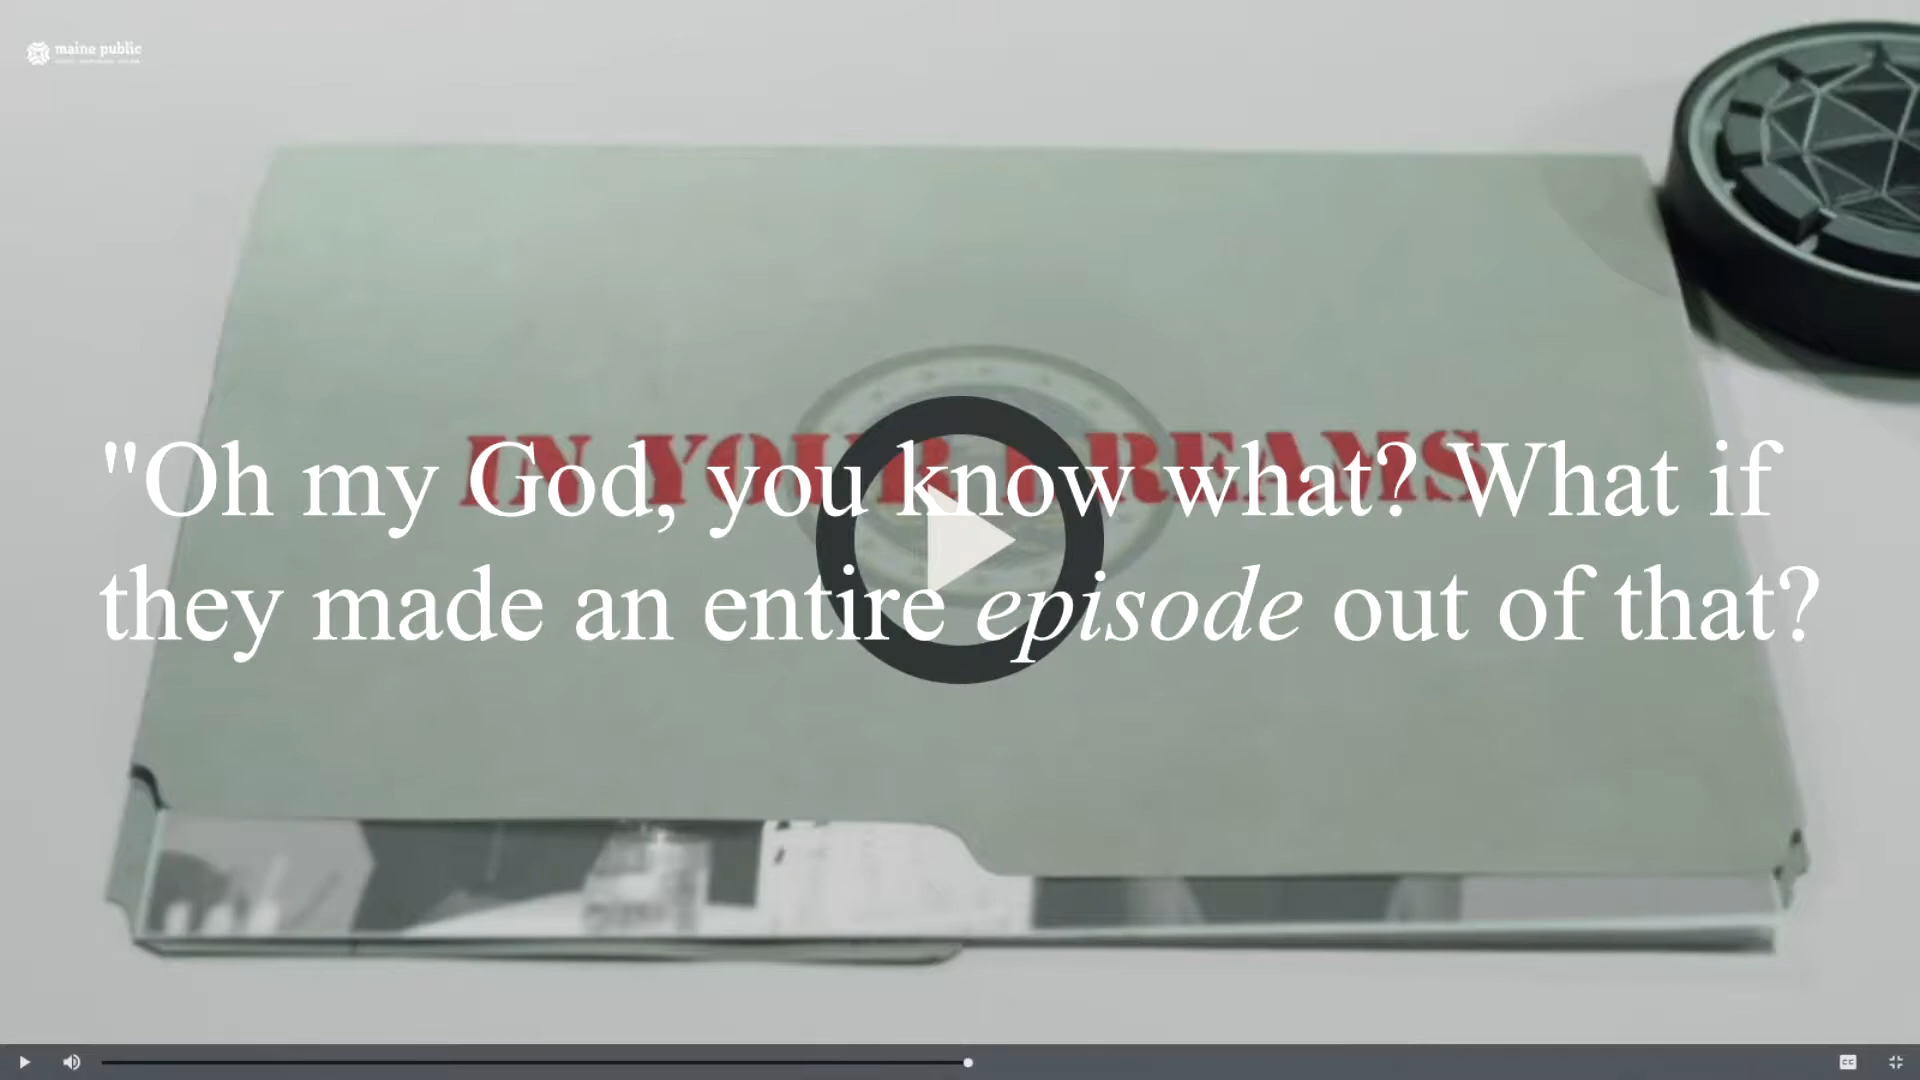 maine public
IN YOUR DREAMS
"Oh my God, you know what? What if
they made an entire episode out of that?
CC